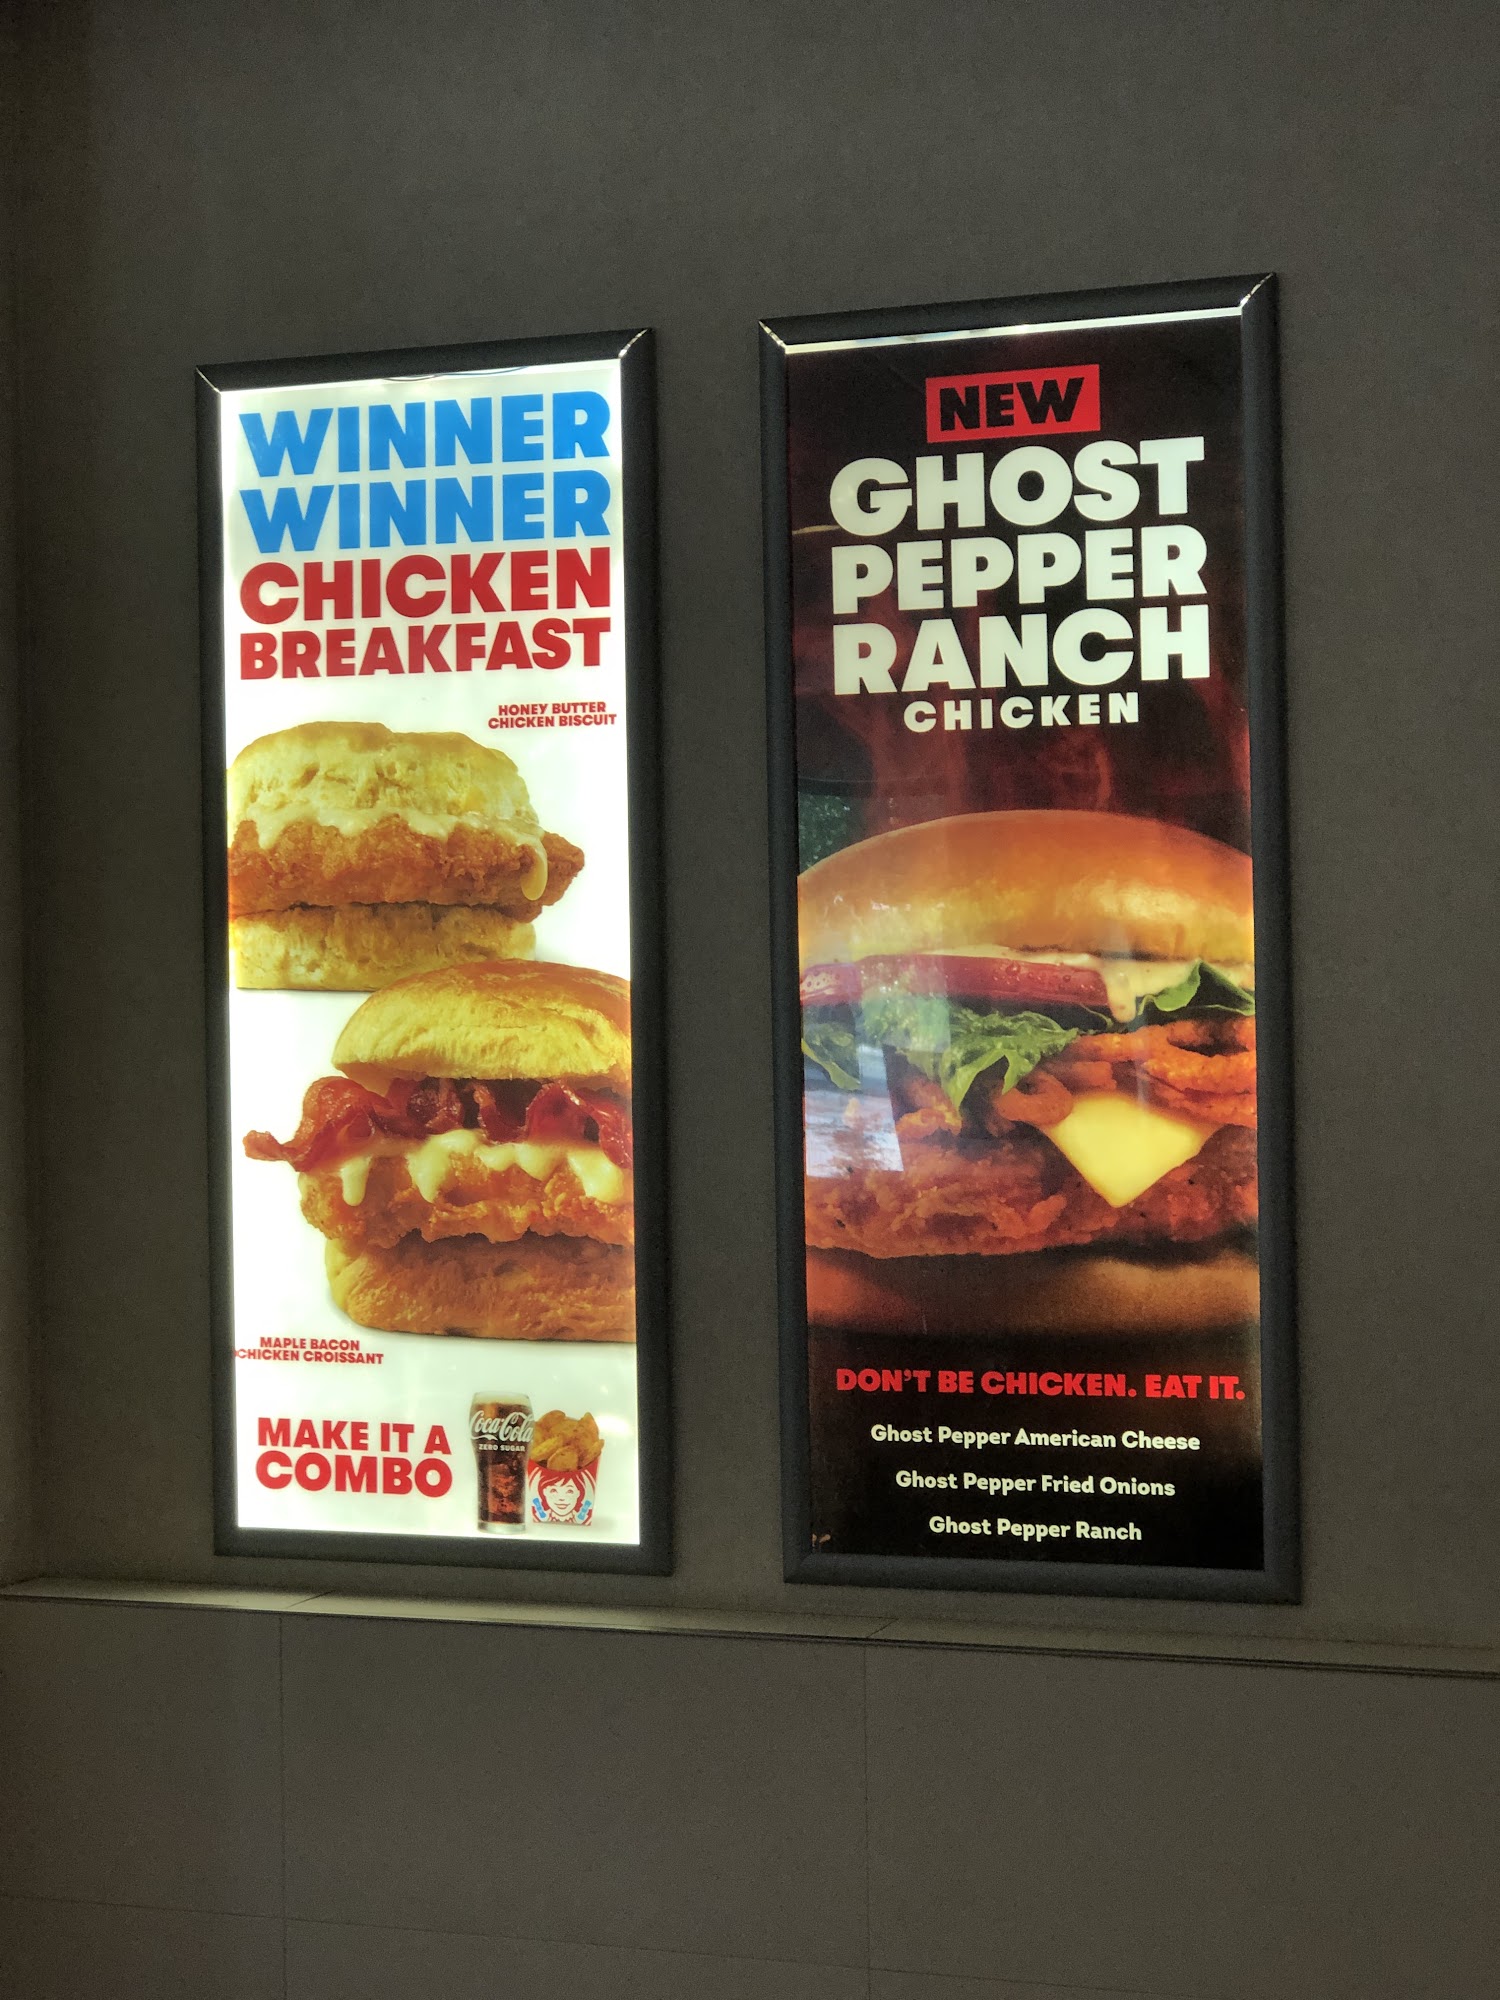 WINNER
WINNER
CHICKEN
BREAKFAST
HONEY BUTTER
CHICKEN BISCUIT
MAPLE BACON
CHICKEN CROISSANT
MAKE IT A
COMBO
Coca-Cola
ZERO SUGAR
NEW
GHOST
PEPPER
RANCH
CHICKEN
DON'T BE CHICKEN. EAT IT.
Ghost Pepper American Cheese
Ghost Pepper Fried Onions
Ghost Pepper Ranch